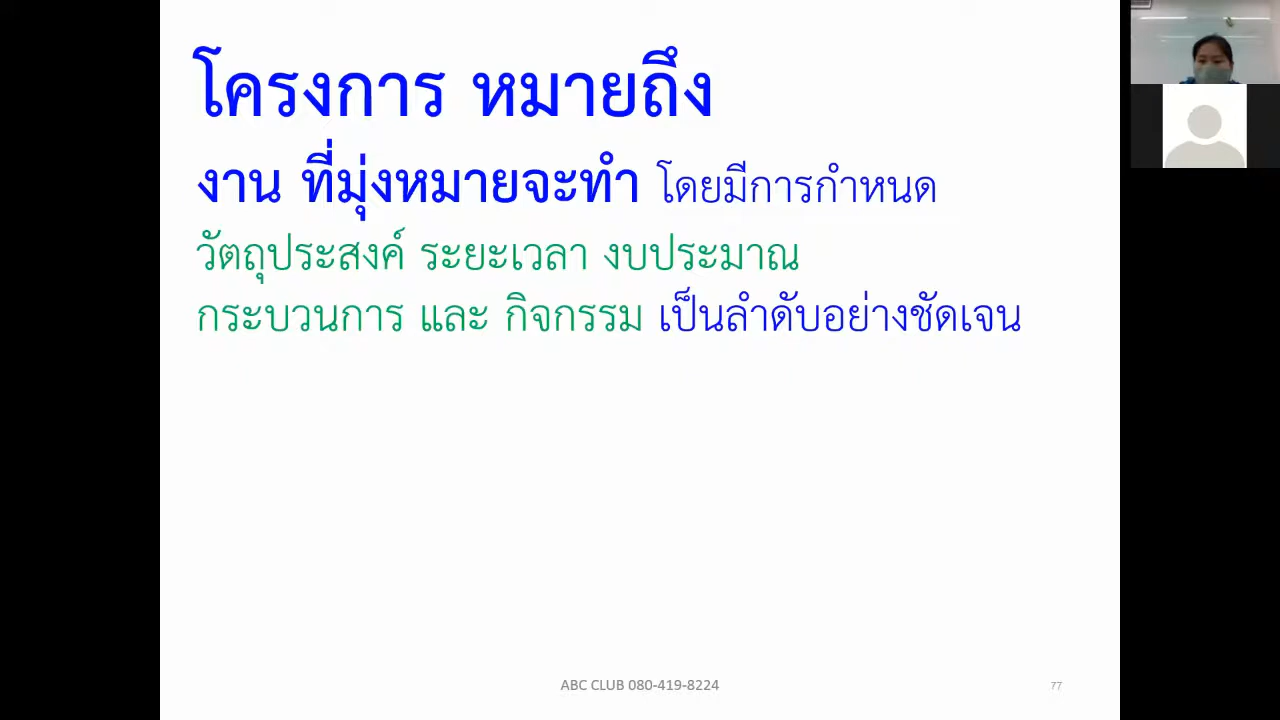 โครงการ หมายถึง
งาน ที่มุ่งหมายจะทำ โดยมีการกำหนด
วัตถุประสงค์ ระยะเวลา งบประมาณ
กระบวนการ และ กิจกรรม เป็นลำดับอย่างชัดเจน
ABC CLUB 080-419-8224
77